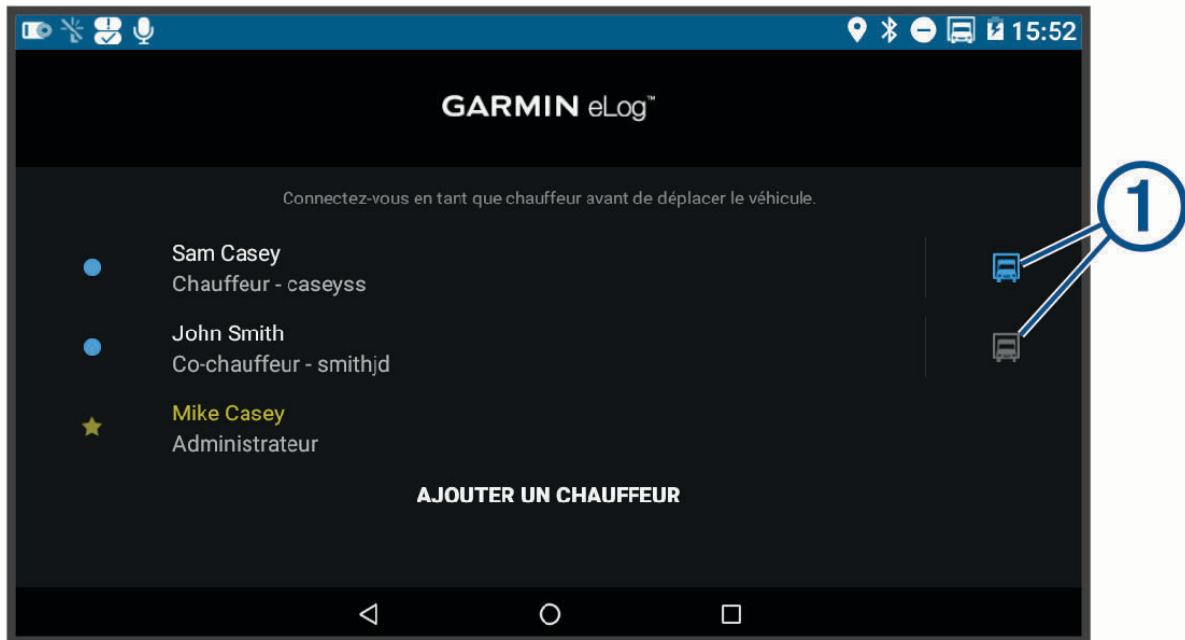 15:52
GARMIN eLog™
Connectez-vous en tant que chauffeur avant de déplacer le véhicule.
1
Sam Casey
Chauffeur - caseyss
John Smith
Co-chauffeur - smithjd
Mike Casey
Administrateur
AJOUTER UN CHAUFFEUR